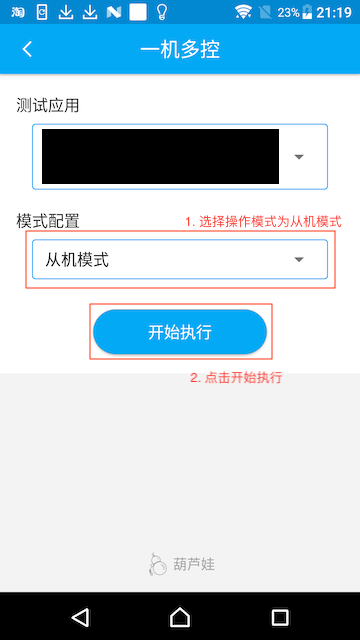 23% 21:19
一机多控
测试应用
模式配置
1. 选择操作模式为从机模式
从机模式
开始执行
2. 点击开始执行
葫芦娃